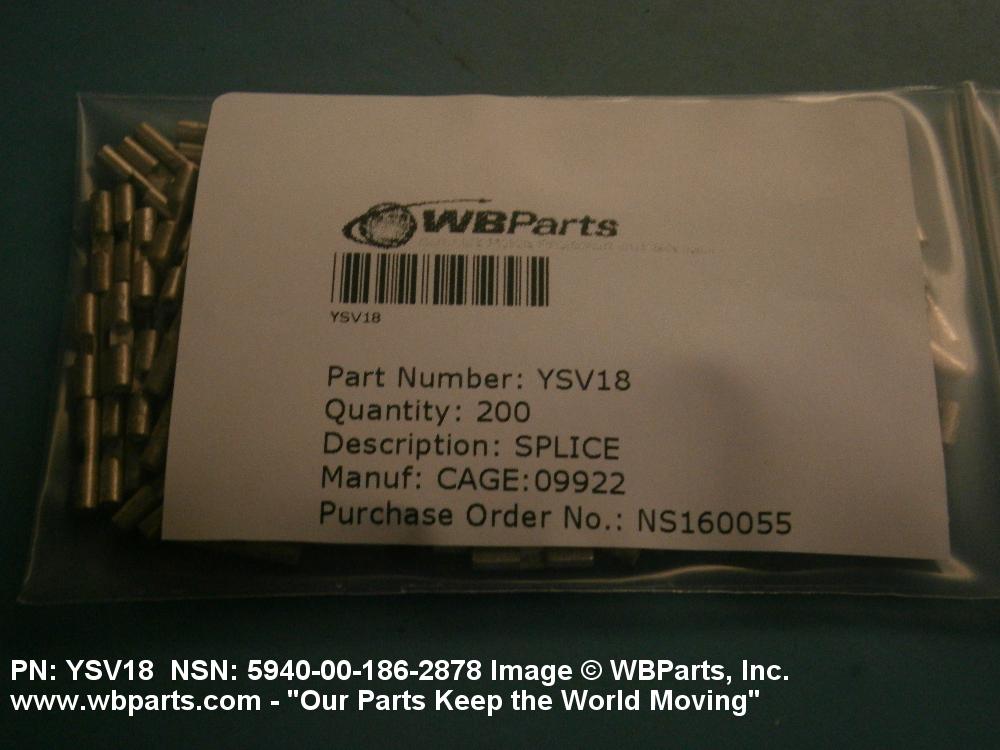 WBParts
YSV18
Part Number: YSV18
Quantity: 200
Description: SPLICE
Manuf: CAGE:09922
Purchase Order No.: NS160055
PN: YSV18 NSN: 5940-00-186-2878 Image © WBParts, Inc.
www.wbparts.com - "Our Parts Keep the World Moving"